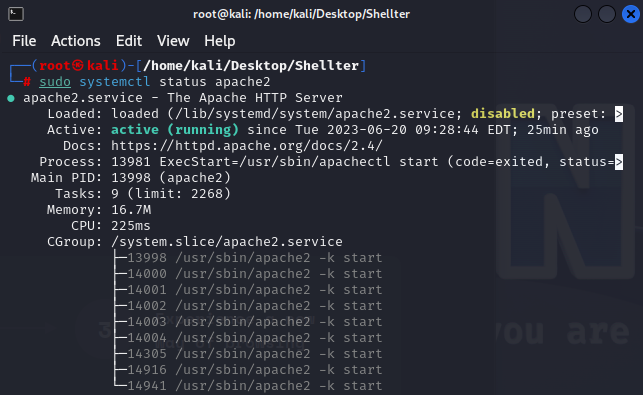 root@kali: /home/kali/Desktop/Shellter
File Actions Edit View Help
┌──(root㉿kali)-[/home/kali/Desktop/Shellter]
└─# sudo systemctl status apache2
● apache2.service - The Apache HTTP Server
Loaded: loaded (/lib/systemd/system/apache2.service; disabled; preset: >
Active: active (running) since Tue 2023-06-20 09:28:44 EDT; 25min ago
Docs: https://httpd.apache.org/docs/2.4/
Process: 13981 ExecStart=/usr/sbin/apachectl start (code=exited, status=>
Main PID: 13998 (apache2)
Tasks: 9 (limit: 2268)
Memory: 16.7M
CPU: 225ms
CGroup: /system.slice/apache2.service
├─13998 /usr/sbin/apache2 -k start
├─14000 /usr/sbin/apache2 -k start
├─14001 /usr/sbin/apache2 -k start
├─14002 /usr/sbin/apache2 -k start
├─14003 /usr/sbin/apache2 -k start
├─14004 /usr/sbin/apache2 -k start
├─14305 /usr/sbin/apache2 -k start
├─14916 /usr/sbin/apache2 -k start
└─14941 /usr/sbin/apache2 -k start
you are